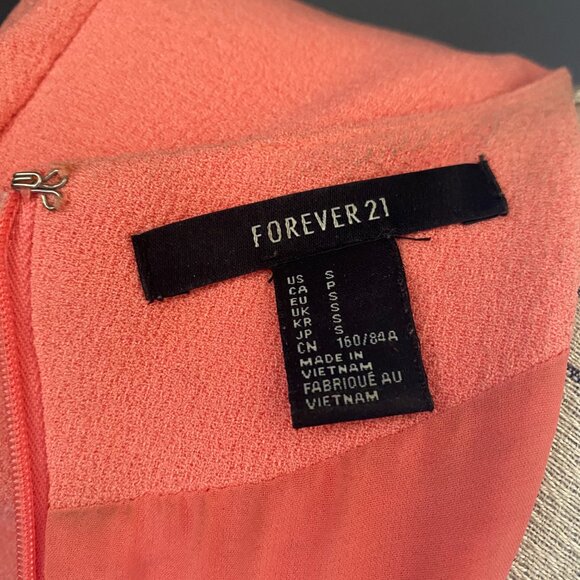 FOREVER 21
US S
CA P
EU S
UK S
KR S
JP S
CN 160/84A
MADE IN
VIETNAM
FABRIQUÉ AU
VIETNAM